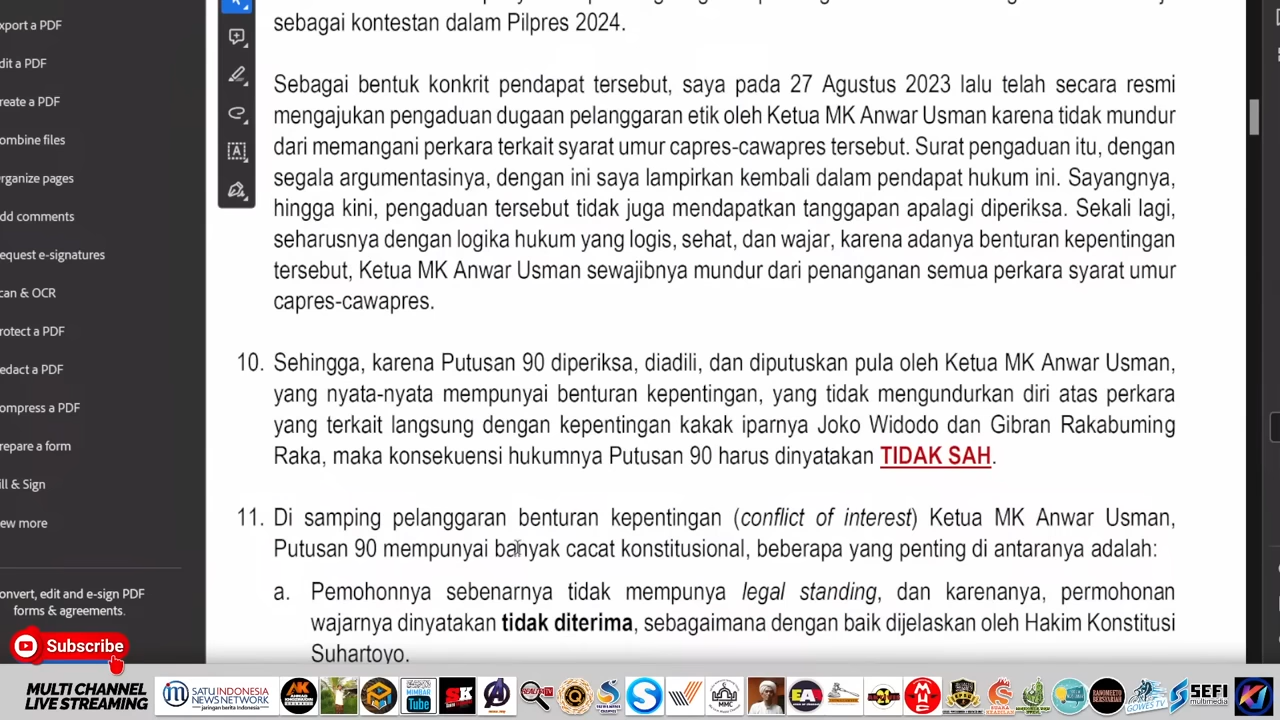 xport a PDF
dit a PDF
reate a PDF
ombine files
rganize pages
dd comments
equest e-signatures
can & OCR
rotect a PDF
edact a PDF
ompress a PDF
repare a form
ill & Sign
iew more
onvert, edit and e-sign PDF
forms & agreements.
sebagai kontestan dalam Pilpres 2024.
Sebagai bentuk konkrit pendapat tersebut, saya pada 27 Agustus 2023 lalu telah secara resmi
mengajukan pengaduan dugaan pelanggaran etik oleh Ketua MK Anwar Usman karena tidak mundur
dari memangani perkara terkait syarat umur capres-cawapres tersebut. Surat pengaduan itu, dengan
segala argumentasinya, dengan ini saya lampirkan kembali dalam pendapat hukum ini. Sayangnya,
hingga kini, pengaduan tersebut tidak juga mendapatkan tanggapan apalagi diperiksa. Sekali lagi,
seharusnya dengan logika hukum yang logis, sehat, dan wajar, karena adanya benturan kepentingan
tersebut, Ketua MK Anwar Usman sewajibnya mundur dari penanganan semua perkara syarat umur
capres-cawapres.
10. Sehingga, karena Putusan 90 diperiksa, diadili, dan diputuskan pula oleh Ketua MK Anwar Usman,
yang nyata-nyata mempunyai benturan kepentingan, yang tidak mengundurkan diri atas perkara
yang terkait langsung dengan kepentingan kakak iparnya Joko Widodo dan Gibran Rakabuming
Raka, maka konsekuensi hukumnya Putusan 90 harus dinyatakan TIDAK SAH.
11. Di samping pelanggaran benturan kepentingan (conflict of interest) Ketua MK Anwar Usman,
Putusan 90 mempunyai banyak cacat konstitusional, beberapa yang penting di antaranya adalah:
a. Pemohonnya sebenarnya tidak mempunya legal standing, dan karenanya, permohonan
wajarnya dinyatakan tidak diterima, sebagaimana dengan baik dijelaskan oleh Hakim Konstitusi
Suhartoyo.
Subscribe
MULTI CHANNEL
LIVE STREAMING
SATU INDONESIA
NEWS NETWORK
jaringan berita Indonesia
AK
MIMBAR
Tube
SK
MMC
EA
SEFI